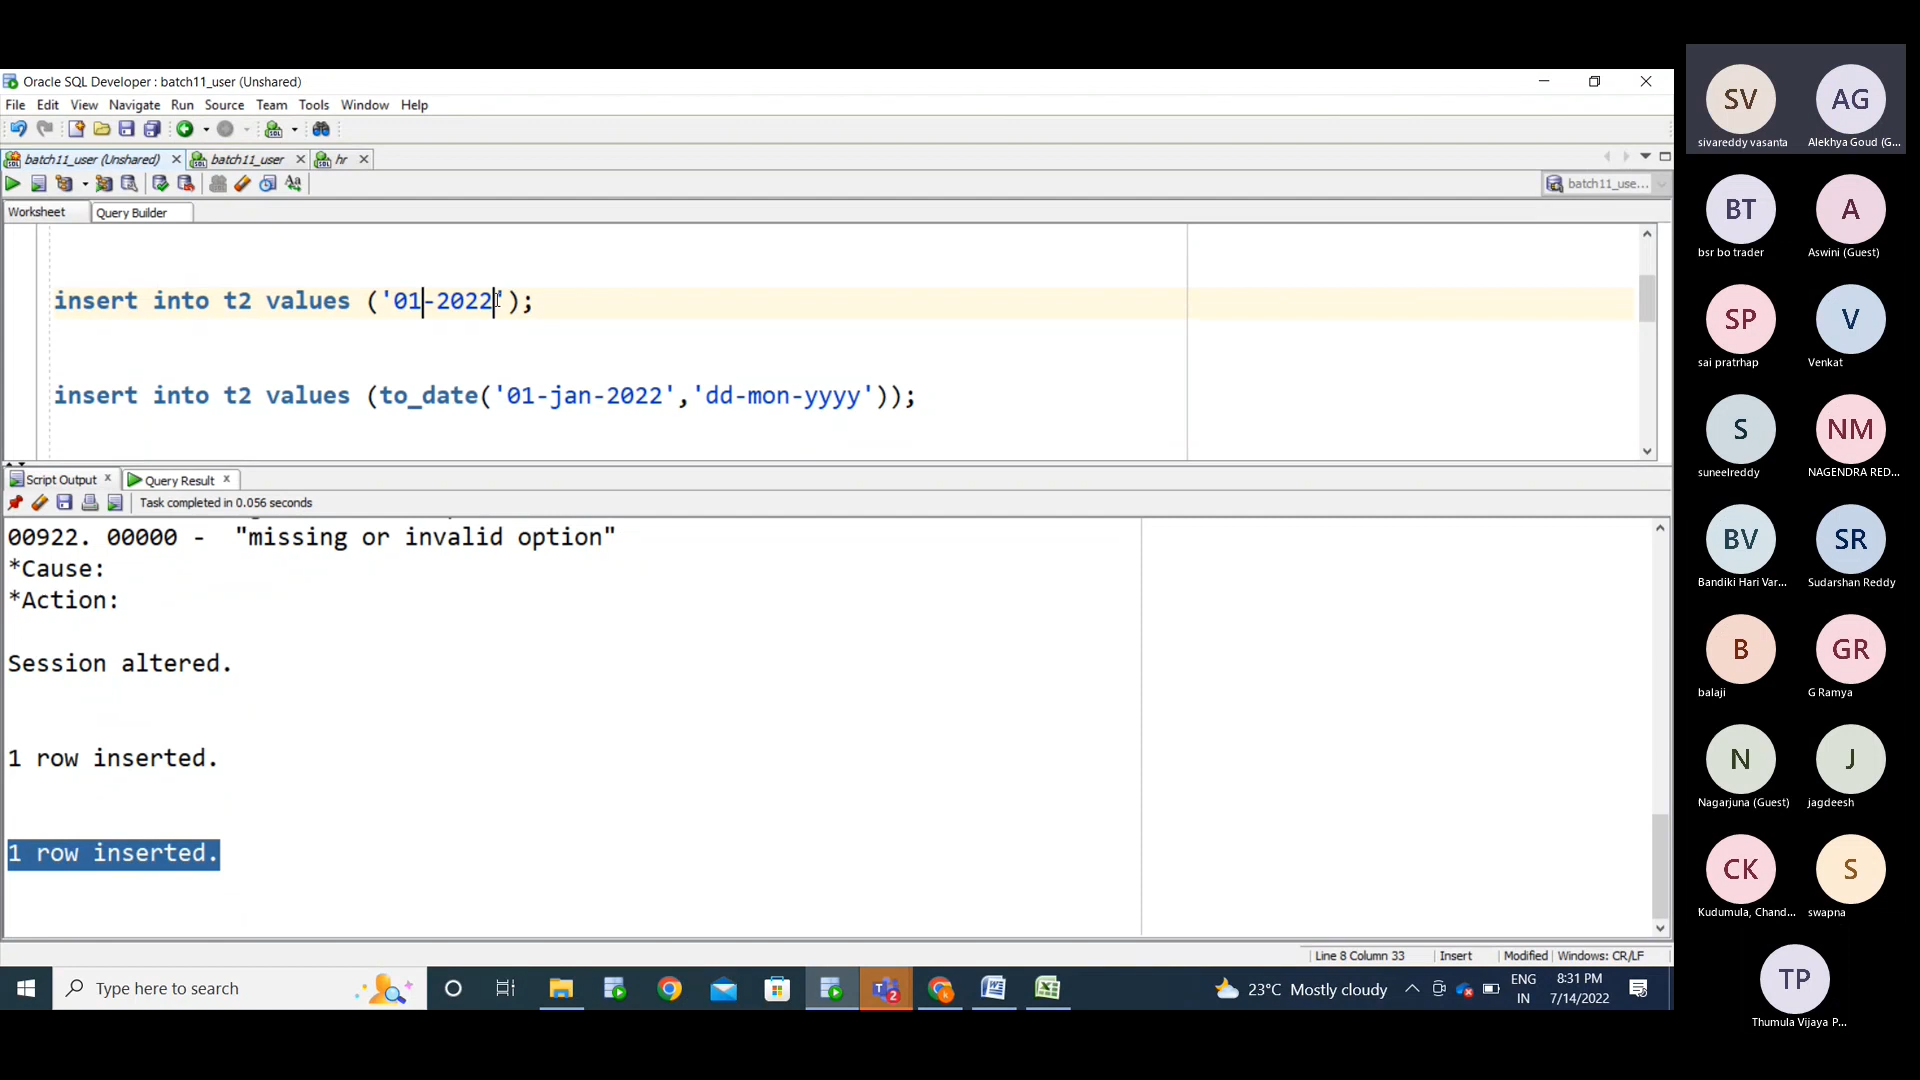 Oracle SQL Developer : batch11_user (Unshared)
File Edit View Navigate Run Source Team Tools Window Help
batch11_user (Unshared) batch11_user hr
batch11_use...
Worksheet Query Builder
insert into t2 values ('01-2022');
insert into t2 values (to_date('01-jan-2022','dd-mon-yyyy'));
Script Output Query Result
Task completed in 0.056 seconds
00922. 00000 - "missing or invalid option"
*Cause:
*Action:
Session altered.
1 row inserted.
1 row inserted.
Line 8 Column 33 Insert Modified Windows: CR/LF
Type here to search
2
23°C Mostly cloudy
ENG
IN
8:31 PM
7/14/2022
SV AG
sivareddy vasanta Alekhya Goud (G...
BT A
bsr bo trader Aswini (Guest)
SP V
sai pratrhap Venkat
S NM
suneelreddy NAGENDRA RED...
BV SR
Bandiki Hari Var... Sudarshan Reddy
B GR
balaji G Ramya
N J
Nagarjuna (Guest) jagdeesh
CK S
Kudumula, Chand... swapna
TP
Thumula Vijaya P...